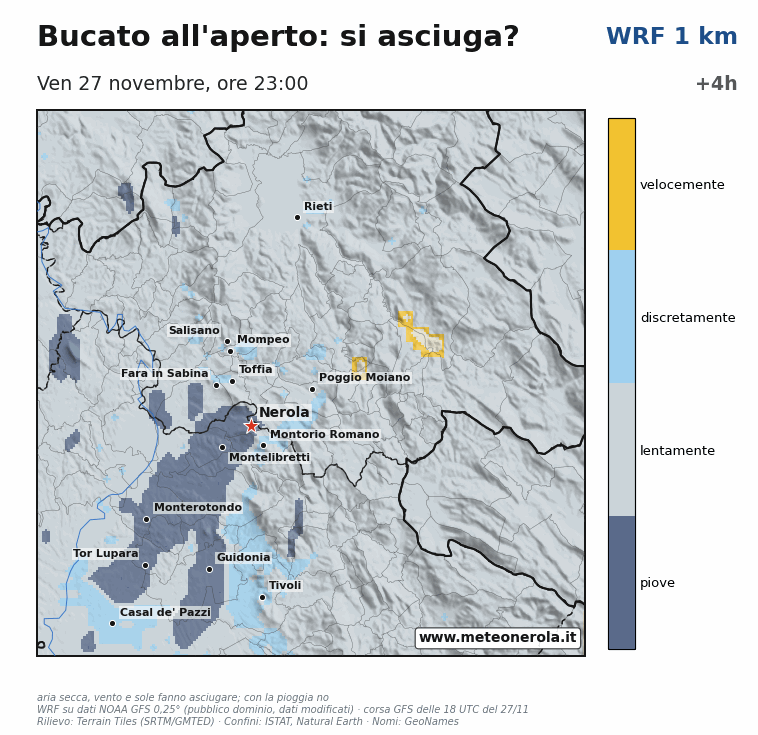 Bucato all'aperto: si asciuga?
WRF 1 km
Ven 27 novembre, ore 23:00
+4h
velocemente
Rieti
discretamente
Salisano
Mompeo
Toffia
Fara in Sabina
Poggio Moiano
Nerola
Montorio Romano
lentamente
Montelibretti
Monterotondo
Tor Lupara
Guidonia
piove
Tivoli
Casal de' Pazzi
www.meteonerola.it
aria secca, vento e sole fanno asciugare; con la pioggia no
WRF su dati NOAA GFS 0,25° (pubblico dominio, dati modificati) · corsa GFS delle 18 UTC del 27/11
Rilievo: Terrain Tiles (SRTM/GMTED) · Confini: ISTAT, Natural Earth · Nomi: GeoNames